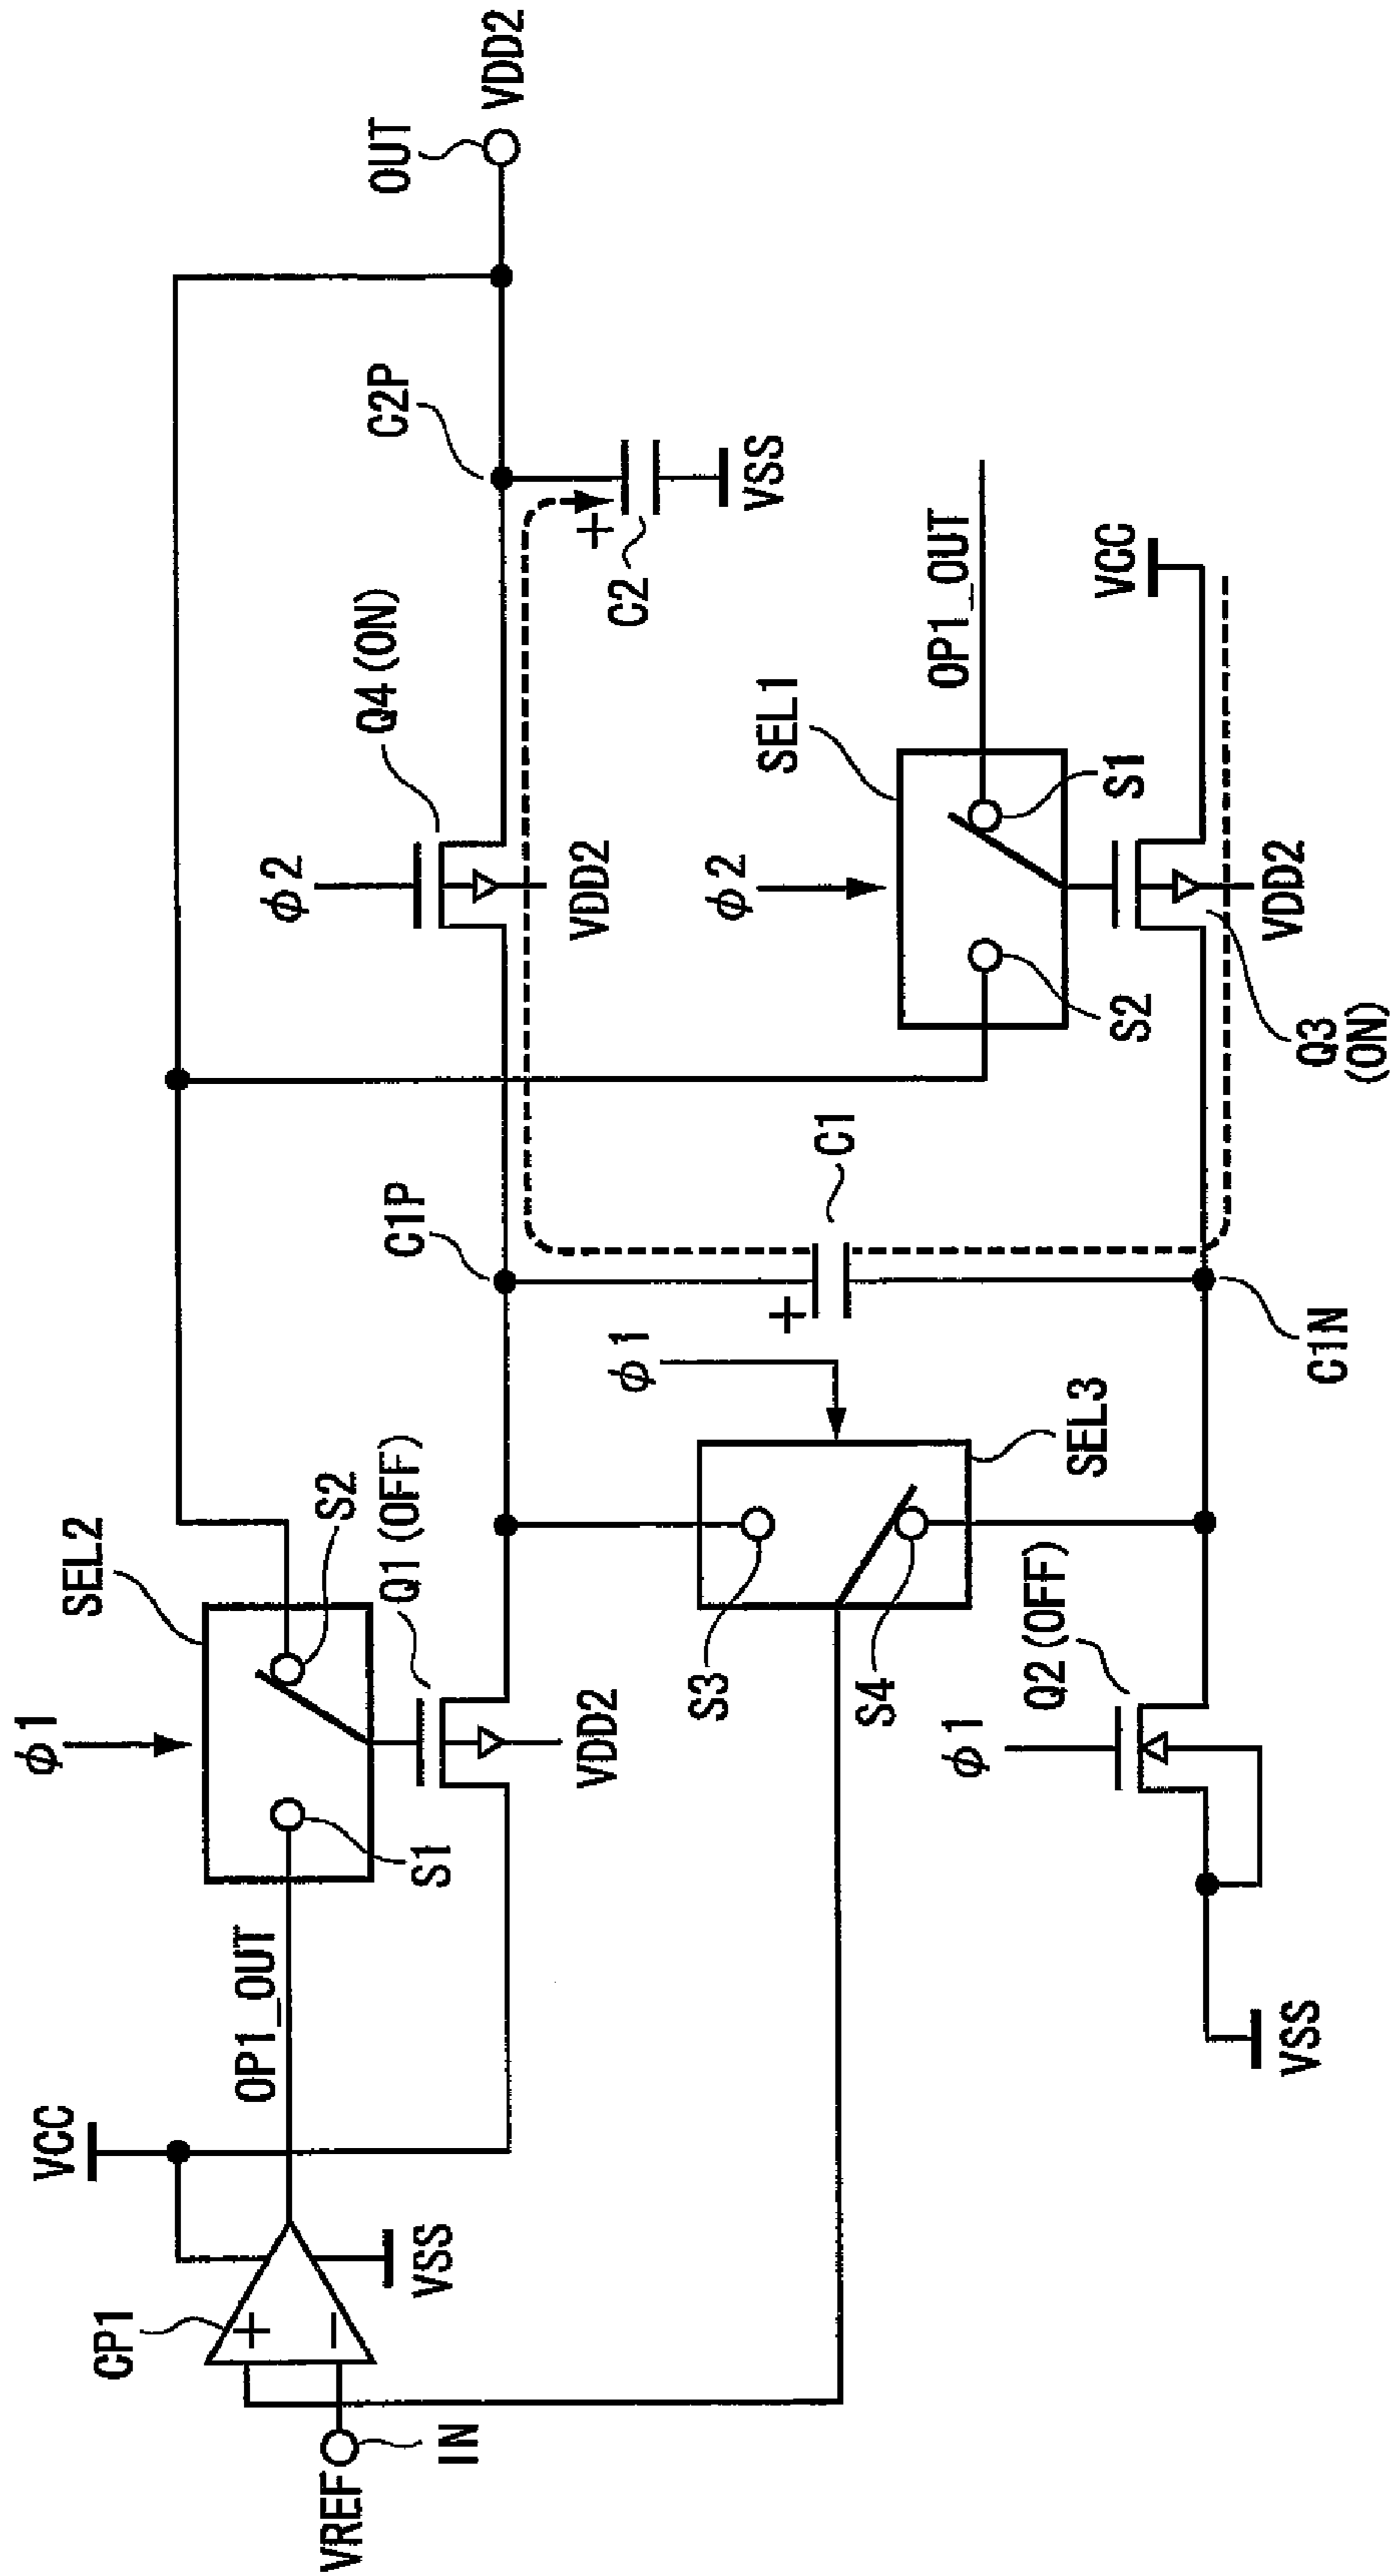 VREF
IN
CP1
+
−
VCC
VSS
OP1_OUT
φ1
SEL2
S1
S2
Q1 (OFF)
VDD2
φ1
SEL3
S3
S4
φ1
Q2 (OFF)
VSS
C1P
C1
+
C1N
φ2
Q4 (ON)
VDD2
φ2
SEL1
S1
S2
OP1_OUT
Q3
(ON)
VDD2
VCC
C2P
+
C2
VSS
OUT
VDD2